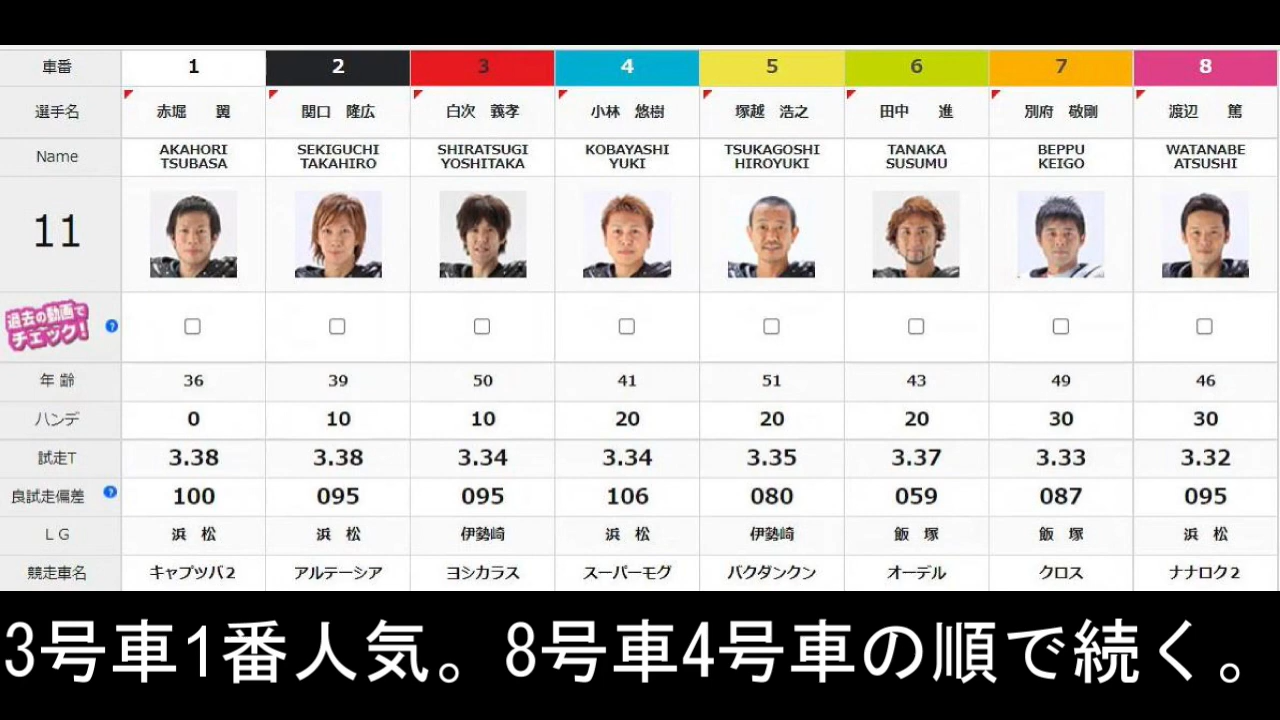 車番 1 2 3 4 5 6 7 8
選手名 赤堀 翼 関口 隆広 白次 義孝 小林 悠樹 塚越 浩之 田中 進 別府 敬剛 渡辺 篤
Name AKAHORI TSUBASA SEKIGUCHI TAKAHIRO SHIRATSUGI YOSHITAKA KOBAYASHI YUKI TSUKAGOSHI HIROYUKI TANAKA SUSUMU BEPPU KEIGO WATANABE ATSUSHI
11
過去の動画で
チェック! ?
年齢 36 39 50 41 51 43 49 46
ハンデ 0 10 10 20 20 20 30 30
試走T 3.38 3.38 3.34 3.34 3.35 3.37 3.33 3.32
良試走偏差 ? 100 095 095 106 080 059 087 095
LG 浜松 浜松 伊勢崎 浜松 伊勢崎 飯塚 飯塚 浜松
競走車名 キャプツバ2 アルテーシア ヨシカラス スーパーモグ バクダンクン オーデル クロス ナナロク2
3号車1番人気。8号車4号車の順で続く。